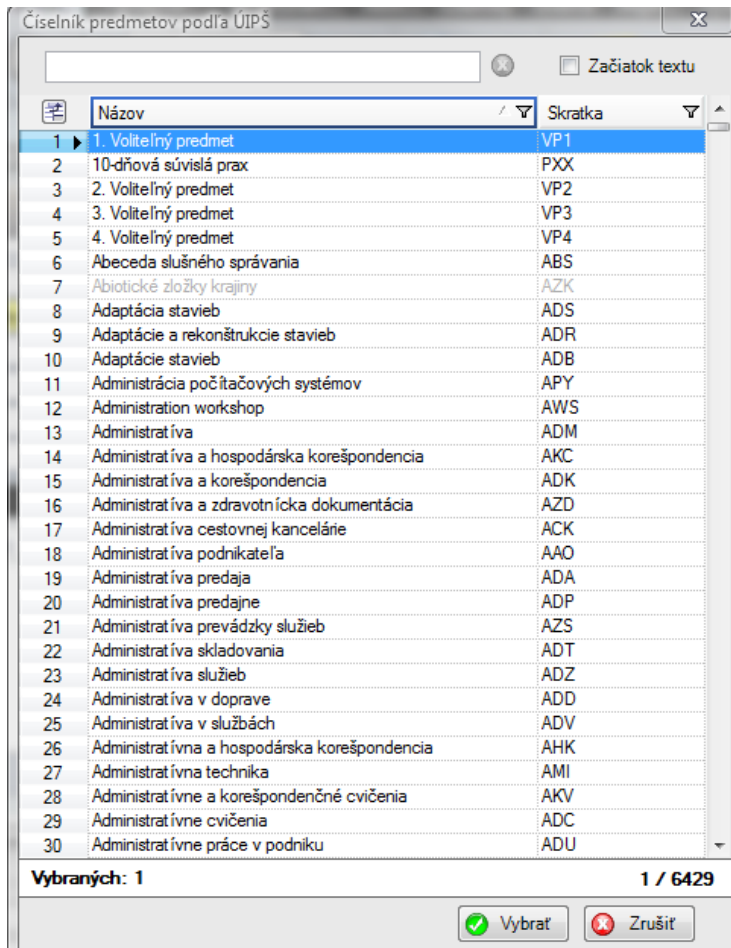 Číselník predmetov podľa ÚIPŠ
Začiatok textu
Názov Skratka
1 1. Voliteľný predmet VP1
2 10-dňová súvislá prax PXX
3 2. Voliteľný predmet VP2
4 3. Voliteľný predmet VP3
5 4. Voliteľný predmet VP4
6 Abeceda slušného správania ABS
7 Abiotické zložky krajiny AZK
8 Adaptácia stavieb ADS
9 Adaptácie a rekonštrukcie stavieb ADR
10 Adaptácie stavieb ADB
11 Administrácia počítačových systémov APY
12 Administration workshop AWS
13 Administratíva ADM
14 Administratíva a hospodárska korešpondencia AKC
15 Administratíva a korešpondencia ADK
16 Administratíva a zdravotnícka dokumentácia AZD
17 Administratíva cestovnej kancelárie ACK
18 Administratíva podnikateľa AAO
19 Administratíva predaja ADA
20 Administratíva predajne ADP
21 Administratíva prevádzky služieb AZS
22 Administratíva skladovania ADT
23 Administratíva služieb ADZ
24 Administratíva v doprave ADD
25 Administratíva v službách ADV
26 Administratívna a hospodárska korešpondencia AHK
27 Administratívna technika AMI
28 Administratívne a korešpondenčné cvičenia AKV
29 Administratívne cvičenia ADC
30 Administratívne práce v podniku ADU
Vybraných: 1 1 / 6429
Vybrať Zrušiť